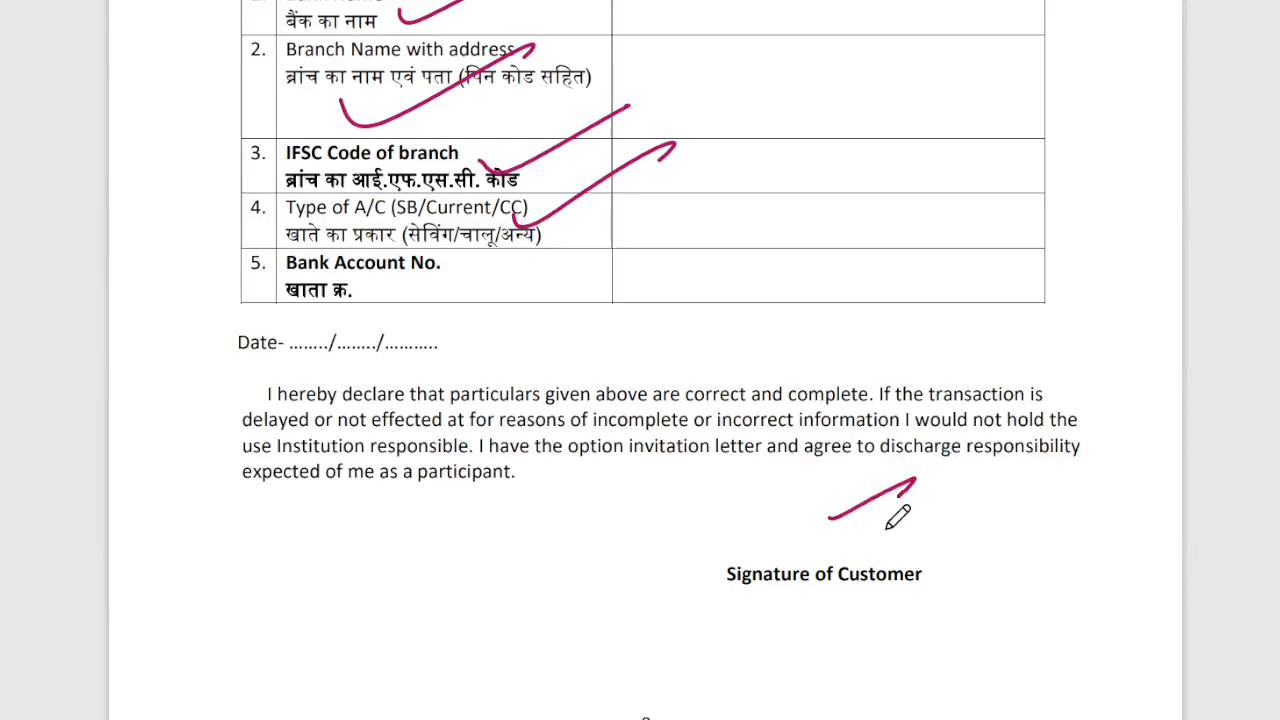 बैंक का नाम
2. Branch Name with address
ब्रांच का नाम एवं पता (पिन कोड सहित)
3. IFSC Code of branch
ब्रांच का आई.एफ.एस.सी. कोड
4. Type of A/C (SB/Current/CC)
खाते का प्रकार (सेविंग/चालू/अन्य)
5. Bank Account No.
खाता क्र.
Date- ......../......../...........
I hereby declare that particulars given above are correct and complete. If the transaction is
delayed or not effected at for reasons of incomplete or incorrect information I would not hold the
use Institution responsible. I have the option invitation letter and agree to discharge responsibility
expected of me as a participant.
Signature of Customer